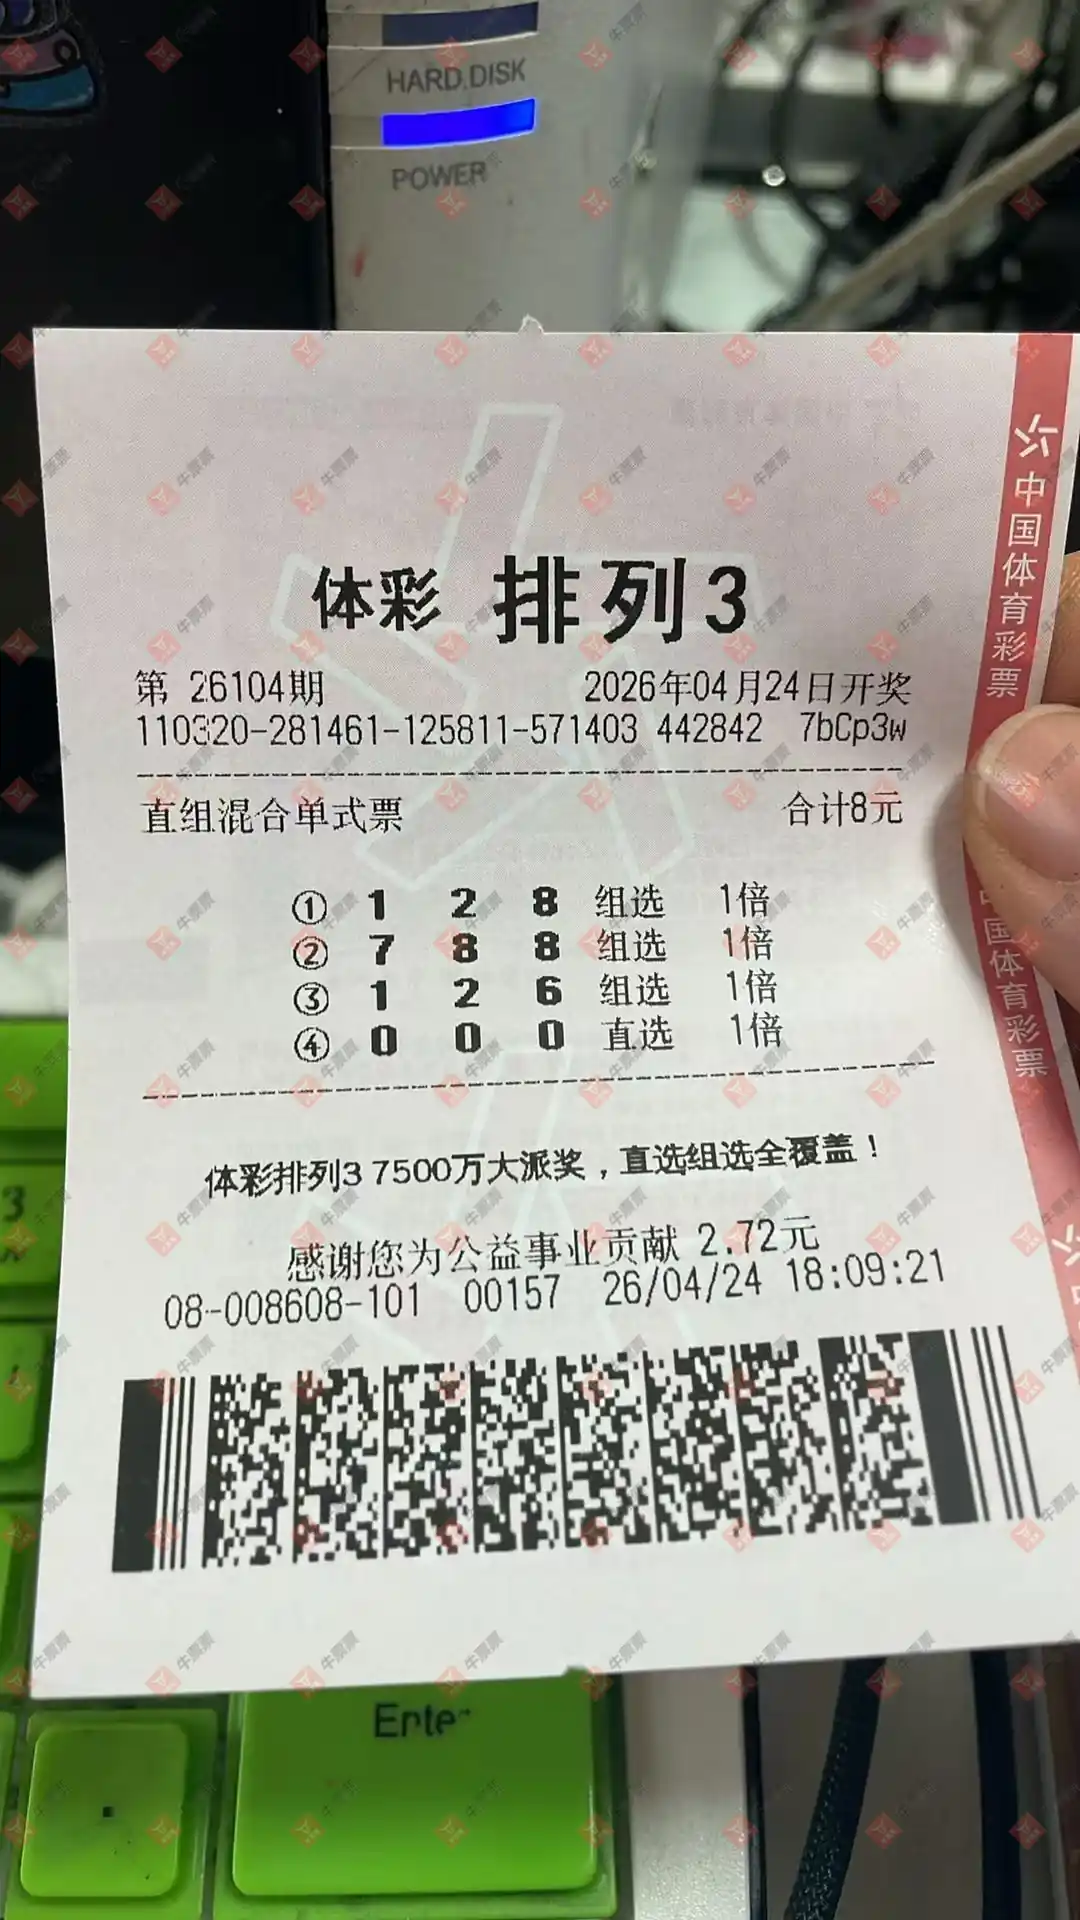 HARD.DISK
POWER
体彩 排列3
第 26104期 2026年04月24日开奖
110320-281461-125811-571403 442842 7bCp3w
直组混合单式票 合计8元
① 1 2 8 组选 1倍
② 7 8 8 组选 1倍
③ 1 2 6 组选 1倍
④ 0 0 0 直选 1倍
体彩排列3 7500万大派奖，直选组选全覆盖！
感谢您为公益事业贡献 2.72元
08-008608-101 00157 26/04/24 18:09:21
中国体育彩票
中国体育彩票
3
Enter
.
牛票票